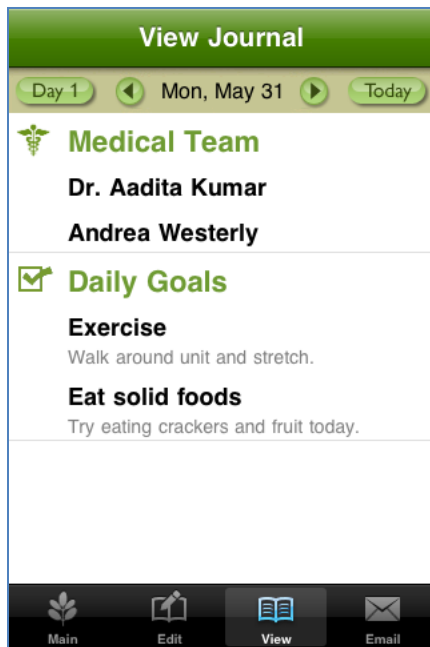 View Journal
Day 1 Mon, May 31 Today
Medical Team
Dr. Aadita Kumar
Andrea Westerly
Daily Goals
Exercise
Walk around unit and stretch.
Eat solid foods
Try eating crackers and fruit today.
Main Edit View Email